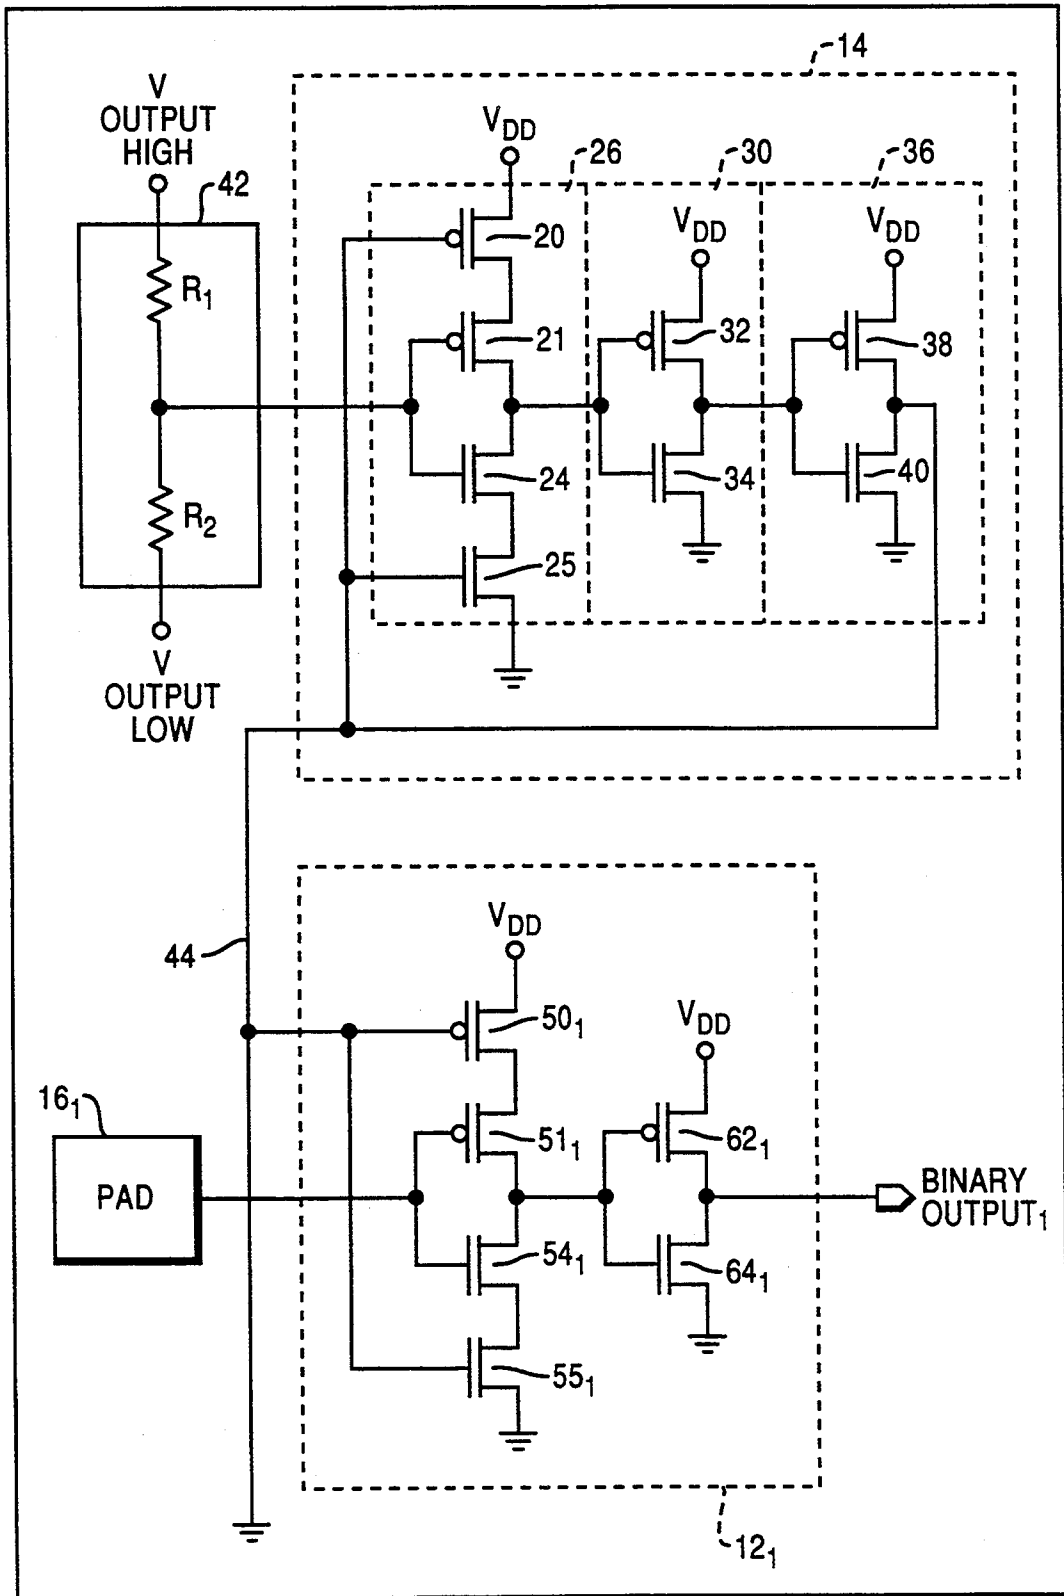 14
V
OUTPUT
HIGH
42
R1
R2
V
OUTPUT
LOW
VDD
26
30
36
20
21
24
25
VDD
32
34
VDD
38
40
44
VDD
501
511
541
551
VDD
621
641
161
PAD
BINARY
OUTPUT1
121